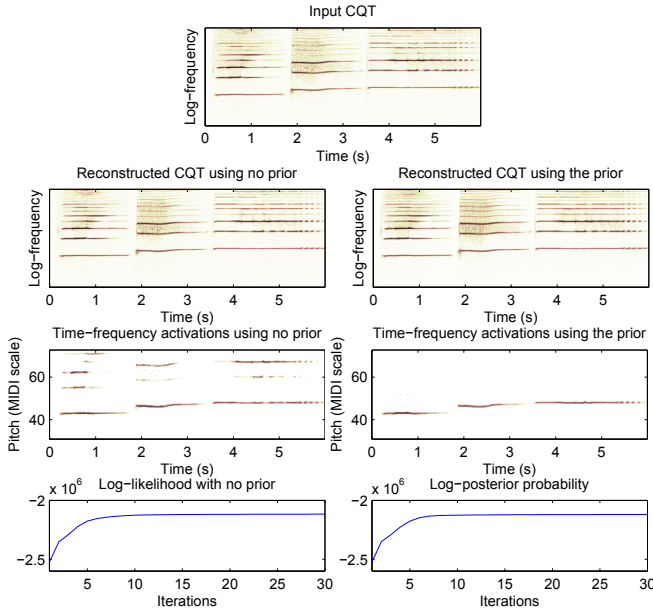 Input CQT
Log−frequency
0 1 2 3 4 5
Time (s)
Reconstructed CQT using no prior
Log−frequency
0 1 2 3 4 5
Time (s)
Reconstructed CQT using the prior
Log−frequency
0 1 2 3 4 5
Time (s)
Time−frequency activations using no prior
Pitch (MIDI scale)
60
40
0 1 2 3 4 5
Time (s)
Time−frequency activations using the prior
Pitch (MIDI scale)
60
40
0 1 2 3 4 5
Time (s)
Log−likelihood with no prior
−2 x 10^6
−2.5
5 10 15 20 25 30
Iterations
Log−posterior probability
−2 x 10^6
−2.5
5 10 15 20 25 30
Iterations